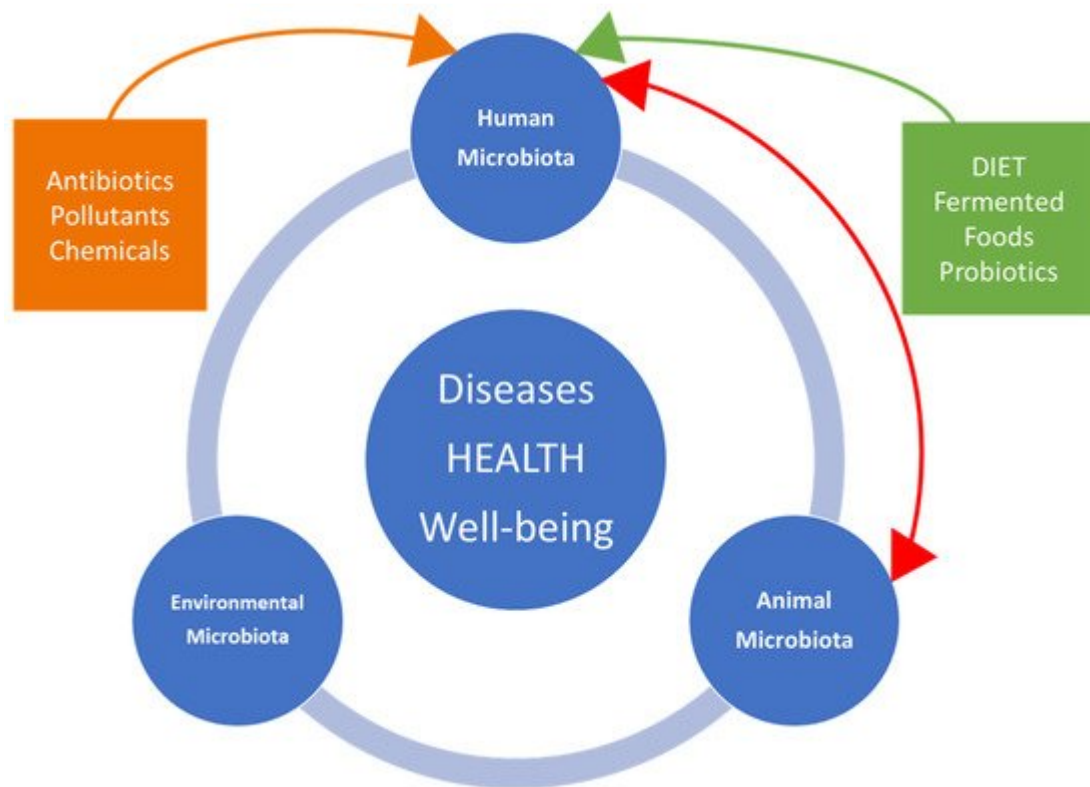 Human
Microbiota
Antibiotics
Pollutants
Chemicals
DIET
Fermented
Foods
Probiotics
Diseases
HEALTH
Well-being
Environmental
Microbiota
Animal
Microbiota